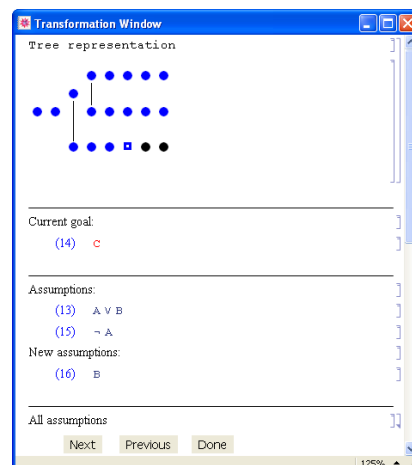 Transformation Window
Tree representation
Current goal:
(14) C
Assumptions:
(13) A ∨ B
(15) ¬ A
New assumptions:
(16) B
All assumptions
Next Previous Done
125%